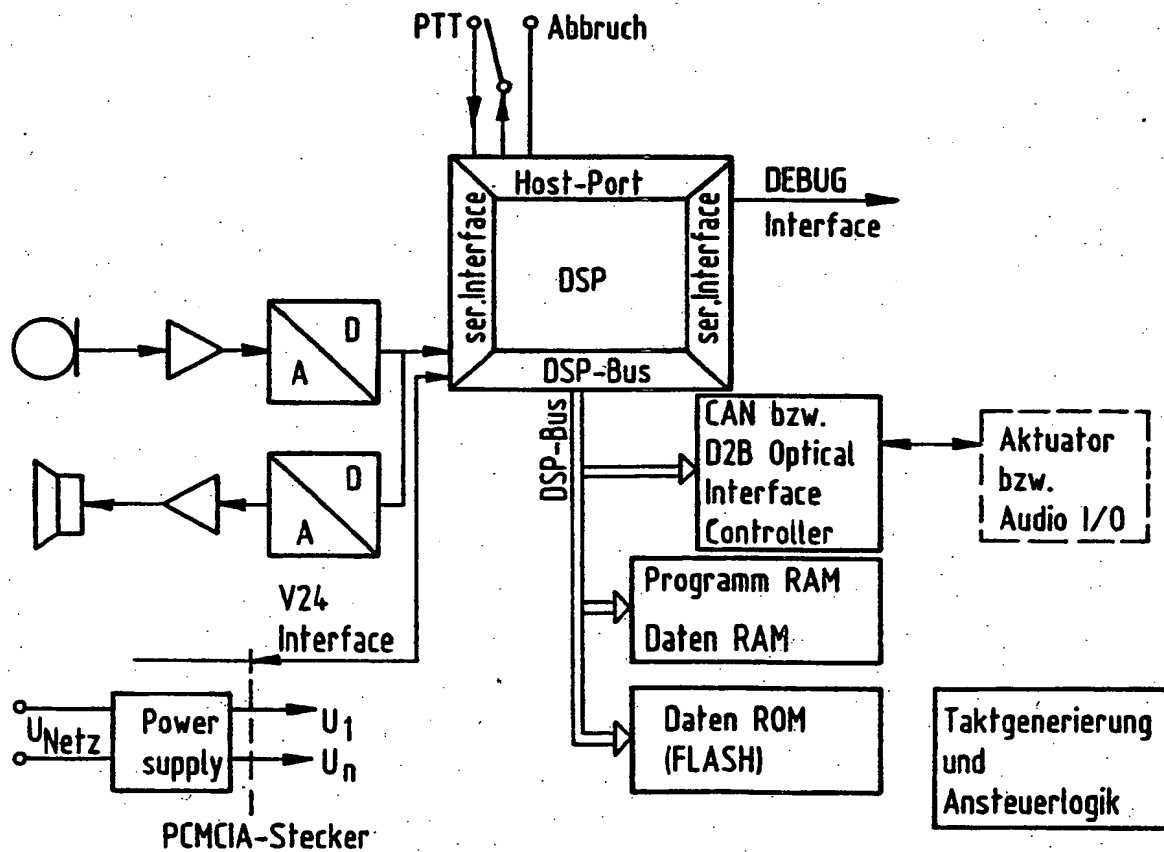 PTT
Abbruch
Host-Port
ser.Interface
DSP
ser.Interface
DSP-Bus
DEBUG
Interface
D
A
D
A
DSP-Bus
CAN bzw.
D2B Optical
Interface
Controller
Aktuator
bzw.
Audio I/O
V24
Interface
Programm RAM
Daten RAM
UNetz
Power
supply
U1
Un
Daten ROM
(FLASH)
Taktgenerierung
und
Ansteuerlogik
PCMCIA-Stecker